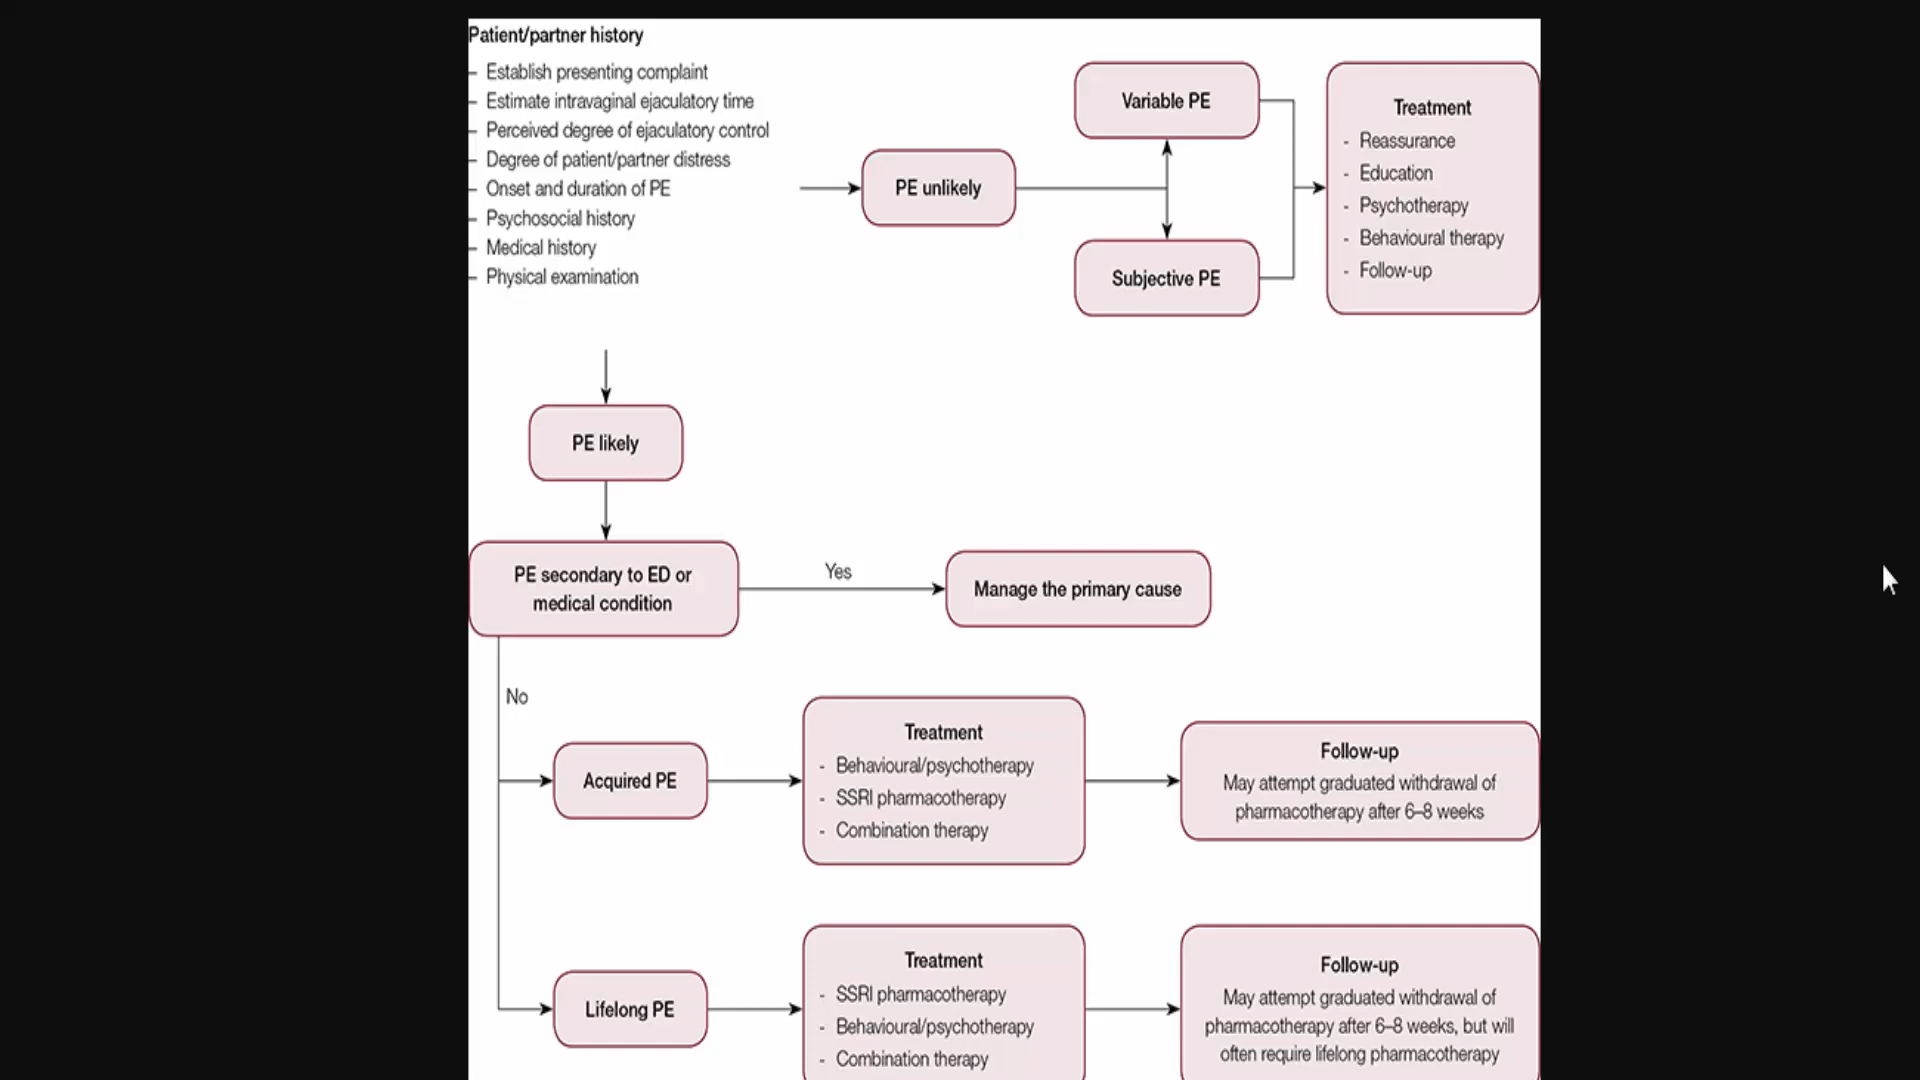 Patient/partner history
– Establish presenting complaint
– Estimate intravaginal ejaculatory time
– Perceived degree of ejaculatory control
– Degree of patient/partner distress
– Onset and duration of PE
– Psychosocial history
– Medical history
– Physical examination
PE unlikely
Variable PE
Subjective PE
Treatment
- Reassurance
- Education
- Psychotherapy
- Behavioural therapy
- Follow-up
PE likely
PE secondary to ED or
medical condition
Yes
Manage the primary cause
No
Acquired PE
Treatment
- Behavioural/psychotherapy
- SSRI pharmacotherapy
- Combination therapy
Follow-up
May attempt graduated withdrawal of
pharmacotherapy after 6–8 weeks
Lifelong PE
Treatment
- SSRI pharmacotherapy
- Behavioural/psychotherapy
- Combination therapy
Follow-up
May attempt graduated withdrawal of
pharmacotherapy after 6–8 weeks, but will
often require lifelong pharmacotherapy